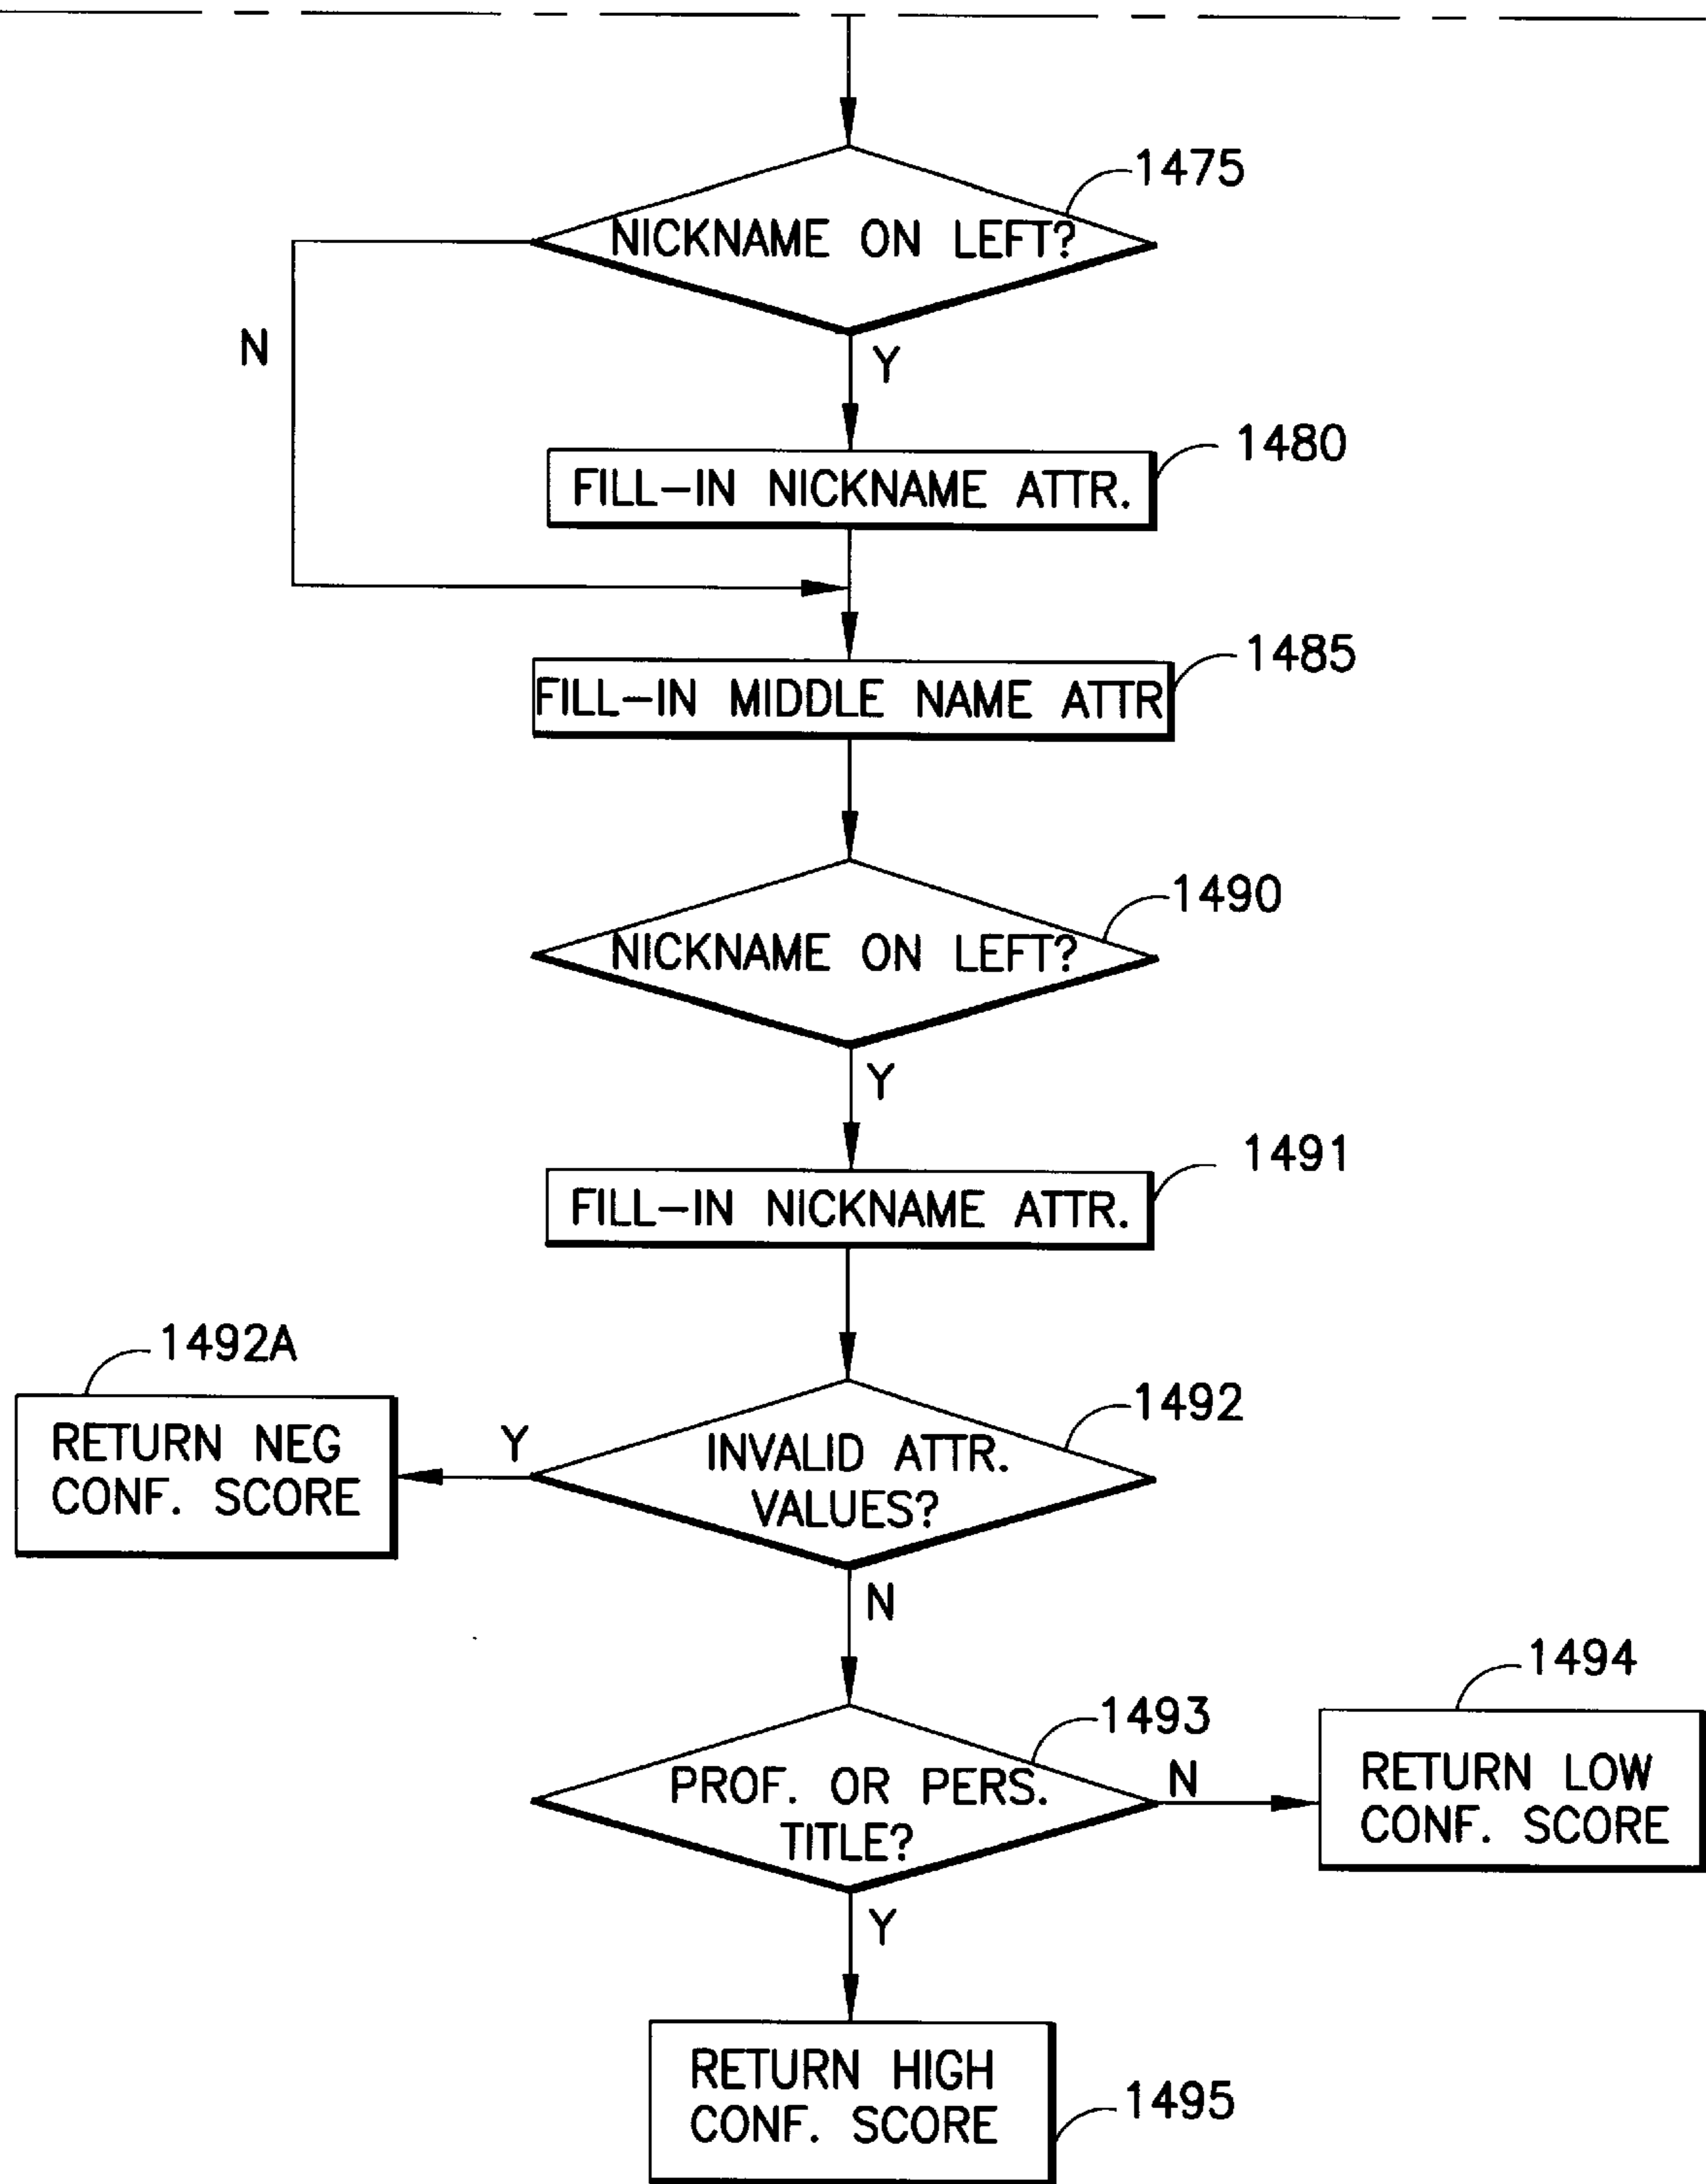 1475
NICKNAME ON LEFT?
N
Y
1480
FILL-IN NICKNAME ATTR.
1485
FILL-IN MIDDLE NAME ATTR
1490
NICKNAME ON LEFT?
Y
1491
FILL-IN NICKNAME ATTR.
1492A
RETURN NEG
CONF. SCORE
Y
1492
INVALID ATTR.
VALUES?
N
1493
PROF. OR PERS.
TITLE?
N
1494
RETURN LOW
CONF. SCORE
Y
RETURN HIGH
CONF. SCORE
1495